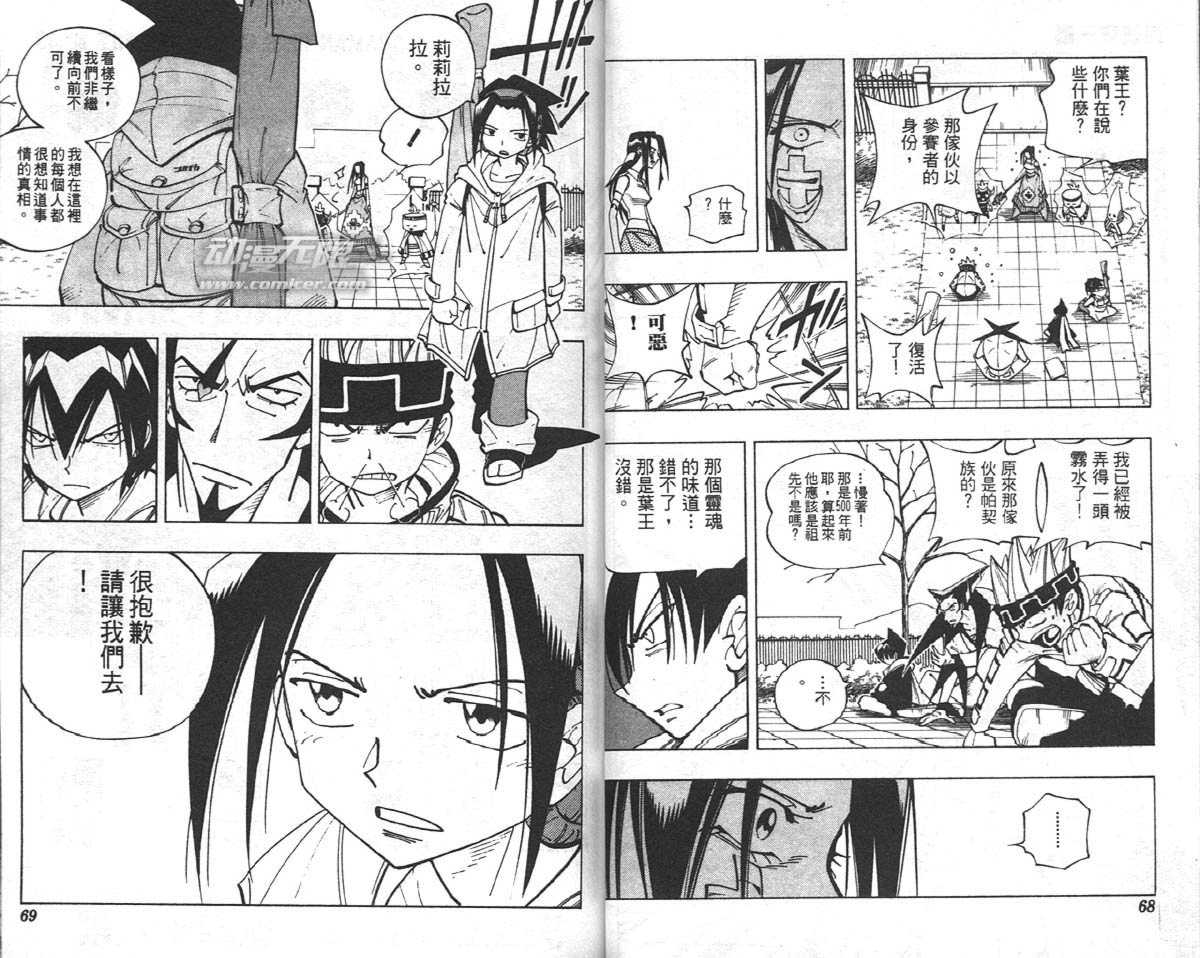 葉王？
你們在說
些什麼？
那傢伙以
參賽者的
身份，
復活
了！
什麼
？
可惡
！
我已經被
弄得一頭
霧水了！
原來那傢
伙是帕契
族的？
…慢著！
那是500年前
耶，算起來
他應該是祖
先不是嗎？
…不
。
那個靈魂
的味道…
錯不了，
那是葉王
沒錯。
………
68
莉莉拉
拉。
！
看樣子，
我們非繼
續向前不
可了。
我想在這裡
的每個人都
很想知道事
情的真相。
动漫无限
www.comicer.com
很抱歉——
請讓我們去
！
69